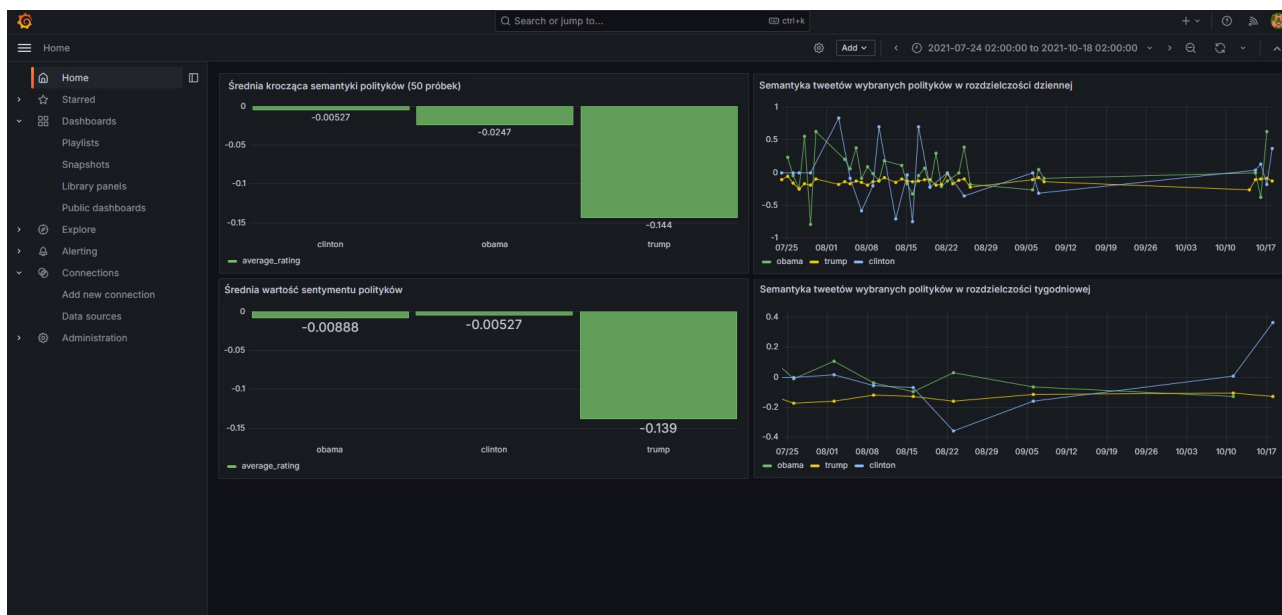 Search or jump to...
ctrl+k
Home
Add
2021-07-24 02:00:00 to 2021-10-18 02:00:00
Home
Starred
Dashboards
Playlists
Snapshots
Library panels
Public dashboards
Explore
Alerting
Connections
Add new connection
Data sources
Administration
Średnia krocząca semantyki polityków (50 próbek)
0
-0.05
-0.1
-0.15
-0.00527
-0.0247
-0.144
clinton obama trump
average_rating
Semantyka tweetów wybranych polityków w rozdzielczości dziennej
1
0.5
0
-0.5
-1
07/25 08/01 08/08 08/15 08/22 08/29 09/05 09/12 09/19 09/26 10/03 10/10 10/17
obama trump clinton
Średnia wartość sentymentu polityków
0
-0.05
-0.1
-0.15
-0.00888
-0.00527
-0.139
obama clinton trump
average_rating
Semantyka tweetów wybranych polityków w rozdzielczości tygodniowej
0.4
0.2
0
-0.2
-0.4
07/25 08/01 08/08 08/15 08/22 08/29 09/05 09/12 09/19 09/26 10/03 10/10 10/17
obama trump clinton